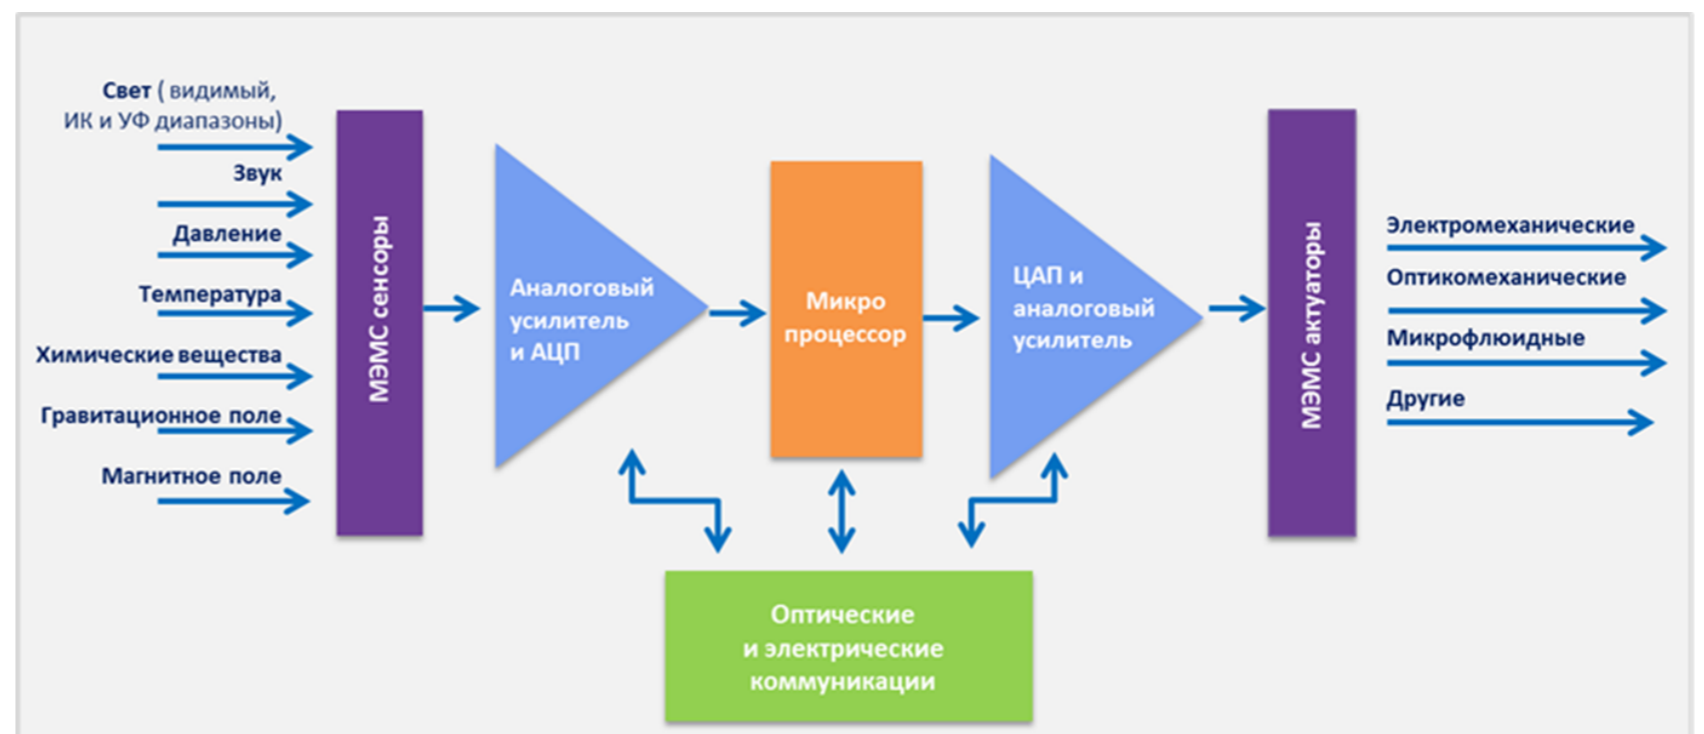 Свет ( видимый,
ИК и УФ диапазоны)
Звук
Давление
Температура
Химические вещества
Гравитационное поле
Магнитное поле
МЭМС сенсоры
Аналоговый
усилитель
и АЦП
Микро
процессор
ЦАП и
аналоговый
усилитель
МЭМС актуаторы
Электромеханические
Оптикомеханические
Микрофлюидные
Другие
Оптические
и электрические
коммуникации